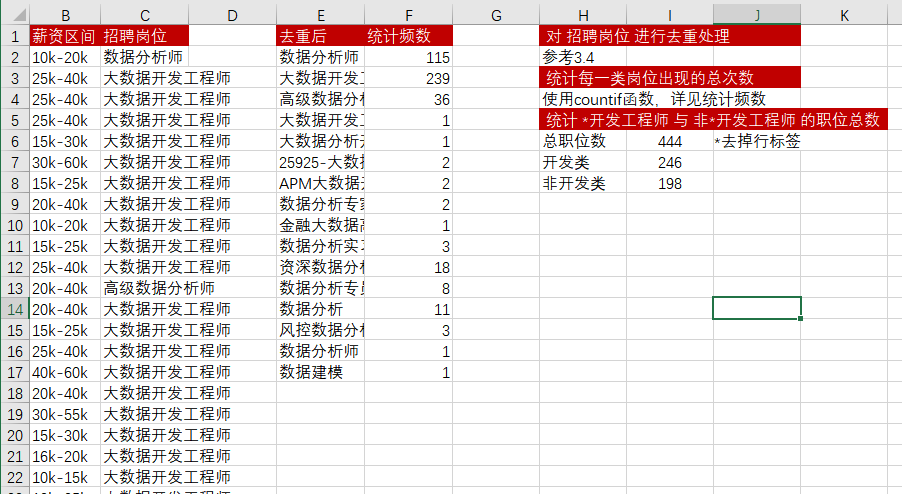 B C D E F G H I J K
1 薪资区间 招聘岗位 去重后 统计频数 对 招聘岗位 进行去重处理
2 10k-20k 数据分析师 数据分析师 115 参考3.4
3 25k-40k 大数据开发工程师 大数据开发 239 统计每一类岗位出现的总次数
4 25k-40k 大数据开发工程师 高级数据分 36 使用countif函数，详见统计频数
5 25k-40k 大数据开发工程师 大数据开发 1 统计 *开发工程师 与 非*开发工程师 的职位总数
6 15k-30k 大数据开发工程师 大数据分析 1 总职位数 444 *去掉行标签
7 30k-60k 大数据开发工程师 25925-大数 2 开发类 246
8 15k-25k 大数据开发工程师 APM大数据 2 非开发类 198
9 20k-40k 大数据开发工程师 数据分析专 2
10 10k-20k 大数据开发工程师 金融大数据 1
11 15k-25k 大数据开发工程师 数据分析实 3
12 25k-40k 大数据开发工程师 资深数据分 18
13 20k-40k 高级数据分析师 数据分析专 8
14 20k-40k 大数据开发工程师 数据分析 11
15 15k-25k 大数据开发工程师 风控数据分 3
16 25k-40k 大数据开发工程师 数据分析师 1
17 40k-60k 大数据开发工程师 数据建模 1
18 20k-40k 大数据开发工程师
19 30k-55k 大数据开发工程师
20 15k-30k 大数据开发工程师
21 16k-20k 大数据开发工程师
22 10k-15k 大数据开发工程师